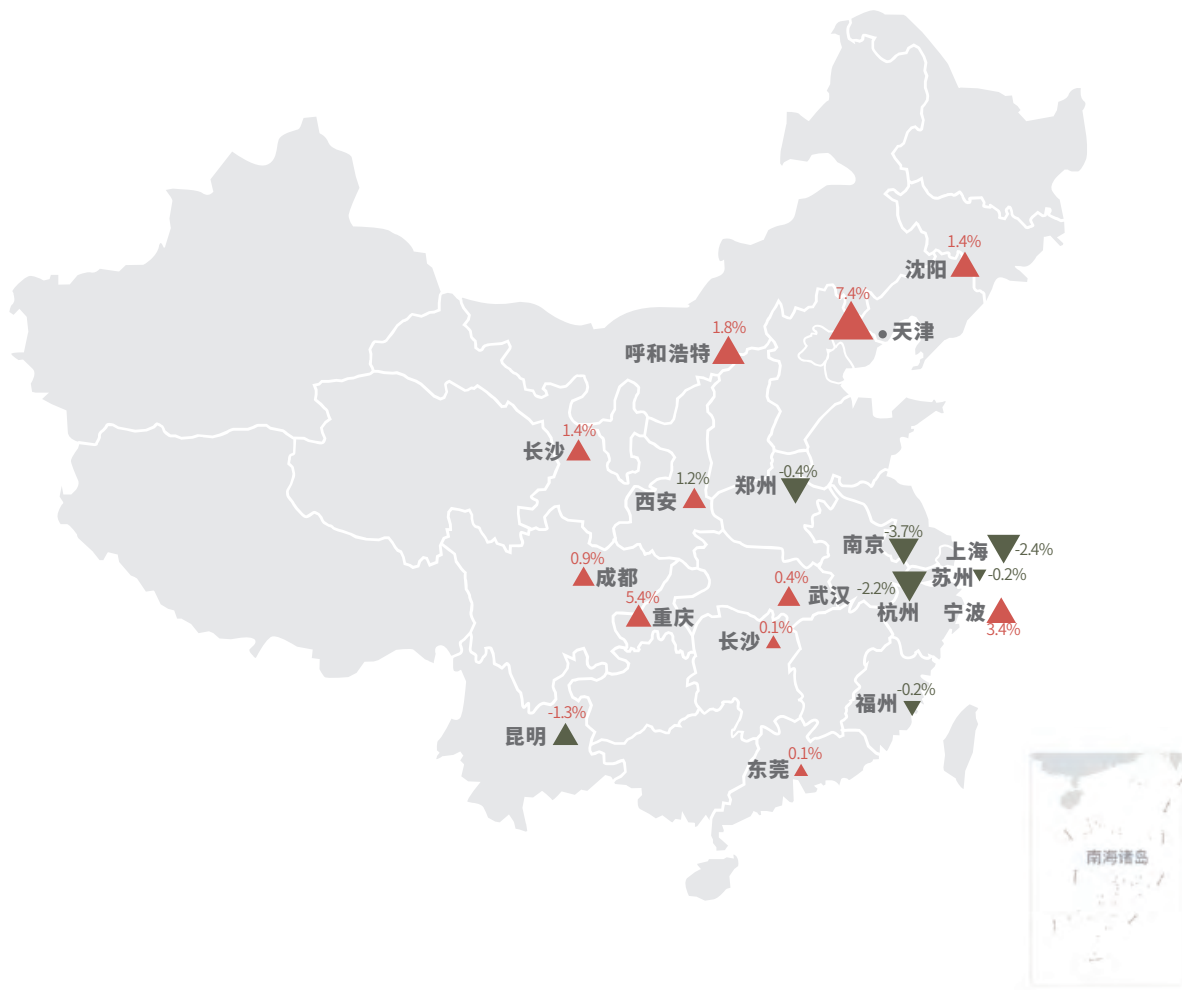 1.4%
沈阳
7.4%
天津
1.8%
呼和浩特
1.4%
长沙
1.2%
西安
-0.4%
郑州
-3.7%
南京
上海
-2.4%
苏州
-0.2%
-2.2%
杭州
宁波
3.4%
0.9%
成都
5.4%
重庆
0.4%
武汉
0.1%
长沙
-0.2%
福州
-1.3%
昆明
0.1%
东莞
南海诸岛